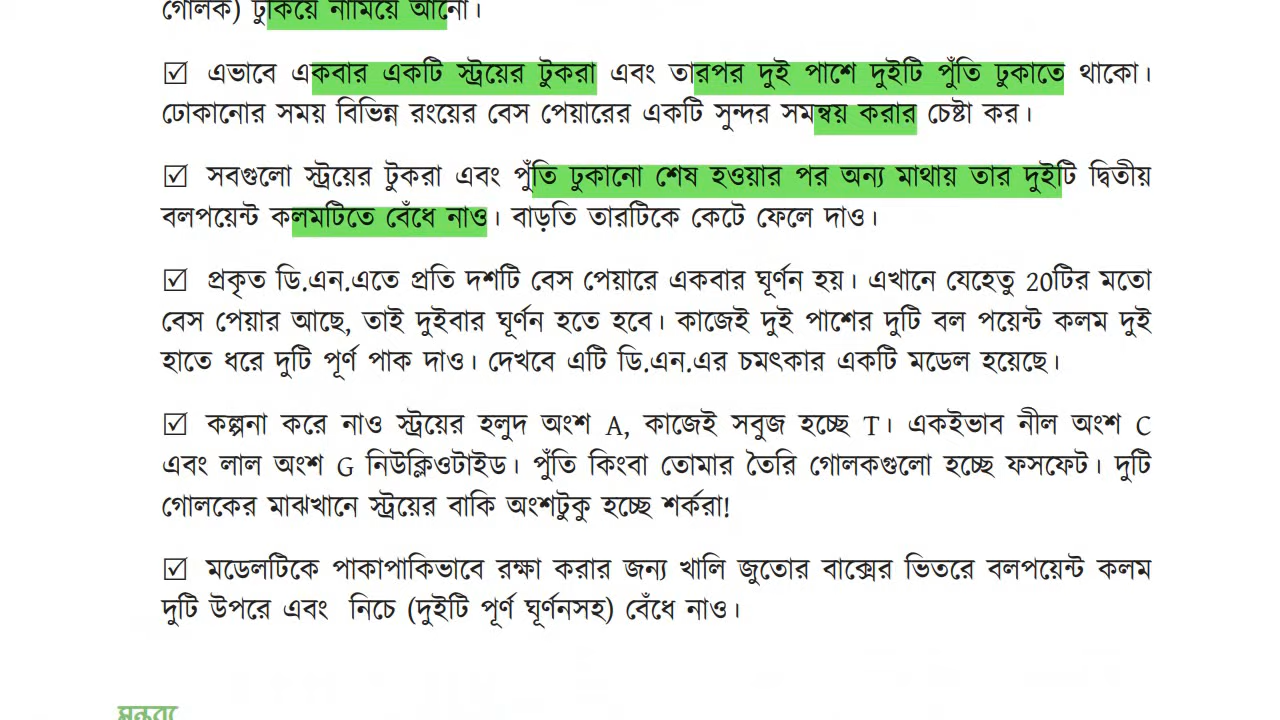 গোলক) ঢুকিয়ে নামিয়ে আনো।
☑ এভাবে একবার একটি স্ট্রয়ের টুকরা এবং তারপর দুই পাশে দুইটি পুঁতি ঢুকাতে থাকো।
ঢোকানোর সময় বিভিন্ন রংয়ের বেস পেয়ারের একটি সুন্দর সমন্বয় করার চেষ্টা কর।
☑ সবগুলো স্ট্রয়ের টুকরা এবং পুঁতি ঢুকানো শেষ হওয়ার পর অন্য মাথায় তার দুইটি দ্বিতীয়
বলপয়েন্ট কলমটিতে বেঁধে নাও। বাড়তি তারটিকে কেটে ফেলে দাও।
☑ প্রকৃত ডি.এন.এতে প্রতি দশটি বেস পেয়ারে একবার ঘূর্ণন হয়। এখানে যেহেতু 20টির মতো
বেস পেয়ার আছে, তাই দুইবার ঘূর্ণন হতে হবে। কাজেই দুই পাশের দুটি বল পয়েন্ট কলম দুই
হাতে ধরে দুটি পূর্ণ পাক দাও। দেখবে এটি ডি.এন.এর চমৎকার একটি মডেল হয়েছে।
☑ কল্পনা করে নাও স্ট্রয়ের হলুদ অংশ A, কাজেই সবুজ হচ্ছে T। একইভাব নীল অংশ C
এবং লাল অংশ G নিউক্লিওটাইড। পুঁতি কিংবা তোমার তৈরি গোলকগুলো হচ্ছে ফসফেট। দুটি
গোলকের মাঝখানে স্ট্রয়ের বাকি অংশটুকু হচ্ছে শর্করা!
☑ মডেলটিকে পাকাপাকিভাবে রক্ষা করার জন্য খালি জুতোর বাক্সের ভিতরে বলপয়েন্ট কলম
দুটি উপরে এবং নিচে (দুইটি পূর্ণ ঘূর্ণনসহ) বেঁধে নাও।